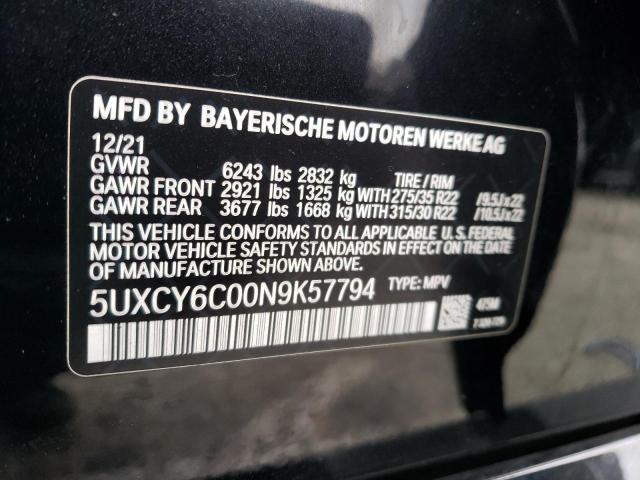 MFD BY BAYERISCHE MOTOREN WERKE AG
12/21
GVWR 6243 lbs 2832 kg TIRE / RIM
GAWR FRONT 2921 lbs 1325 kg WITH 275/35 R22 /9.5Jx22
GAWR REAR 3677 lbs 1668 kg WITH 315/30 R22 /10.5Jx22
THIS VEHICLE CONFORMS TO ALL APPLICABLE U.S. FEDERAL
MOTOR VEHICLE SAFETY STANDARDS IN EFFECT ON THE DATE
OF MANUFACTURE SHOWN ABOVE.
5UXCY6C00N9K57794 TYPE: MPV
475M